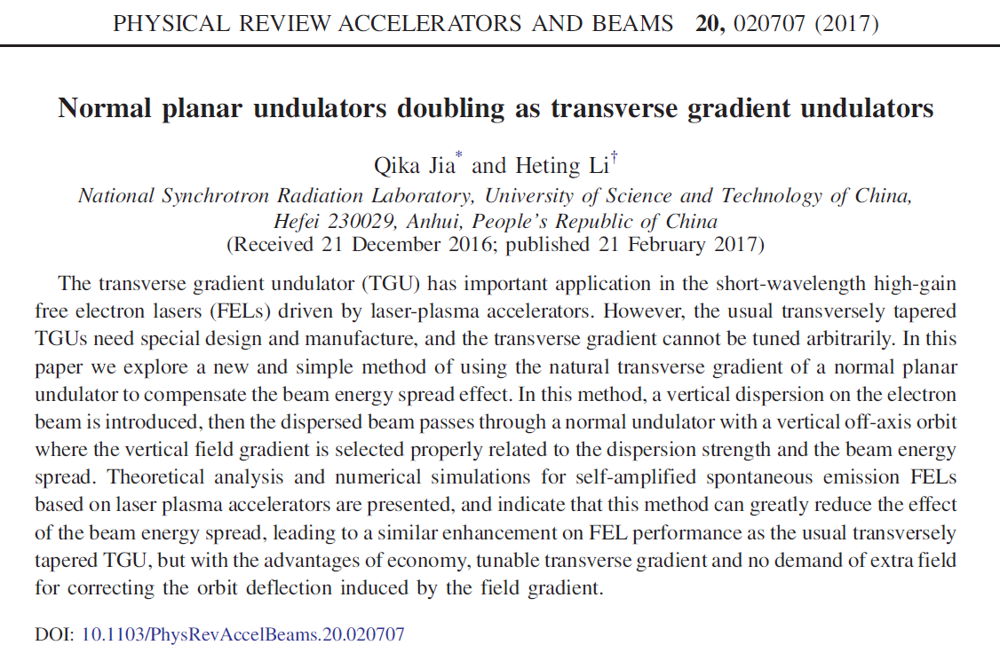 PHYSICAL REVIEW ACCELERATORS AND BEAMS 20, 020707 (2017)
Normal planar undulators doubling as transverse gradient undulators
Qika Jia* and Heting Li†
National Synchrotron Radiation Laboratory, University of Science and Technology of China,
Hefei 230029, Anhui, People's Republic of China
(Received 21 December 2016; published 21 February 2017)
The transverse gradient undulator (TGU) has important application in the short-wavelength high-gain
free electron lasers (FELs) driven by laser-plasma accelerators. However, the usual transversely tapered
TGUs need special design and manufacture, and the transverse gradient cannot be tuned arbitrarily. In this
paper we explore a new and simple method of using the natural transverse gradient of a normal planar
undulator to compensate the beam energy spread effect. In this method, a vertical dispersion on the electron
beam is introduced, then the dispersed beam passes through a normal undulator with a vertical off-axis orbit
where the vertical field gradient is selected properly related to the dispersion strength and the beam energy
spread. Theoretical analysis and numerical simulations for self-amplified spontaneous emission FELs
based on laser plasma accelerators are presented, and indicate that this method can greatly reduce the effect
of the beam energy spread, leading to a similar enhancement on FEL performance as the usual transversely
tapered TGU, but with the advantages of economy, tunable transverse gradient and no demand of extra field
for correcting the orbit deflection induced by the field gradient.
DOI: 10.1103/PhysRevAccelBeams.20.020707